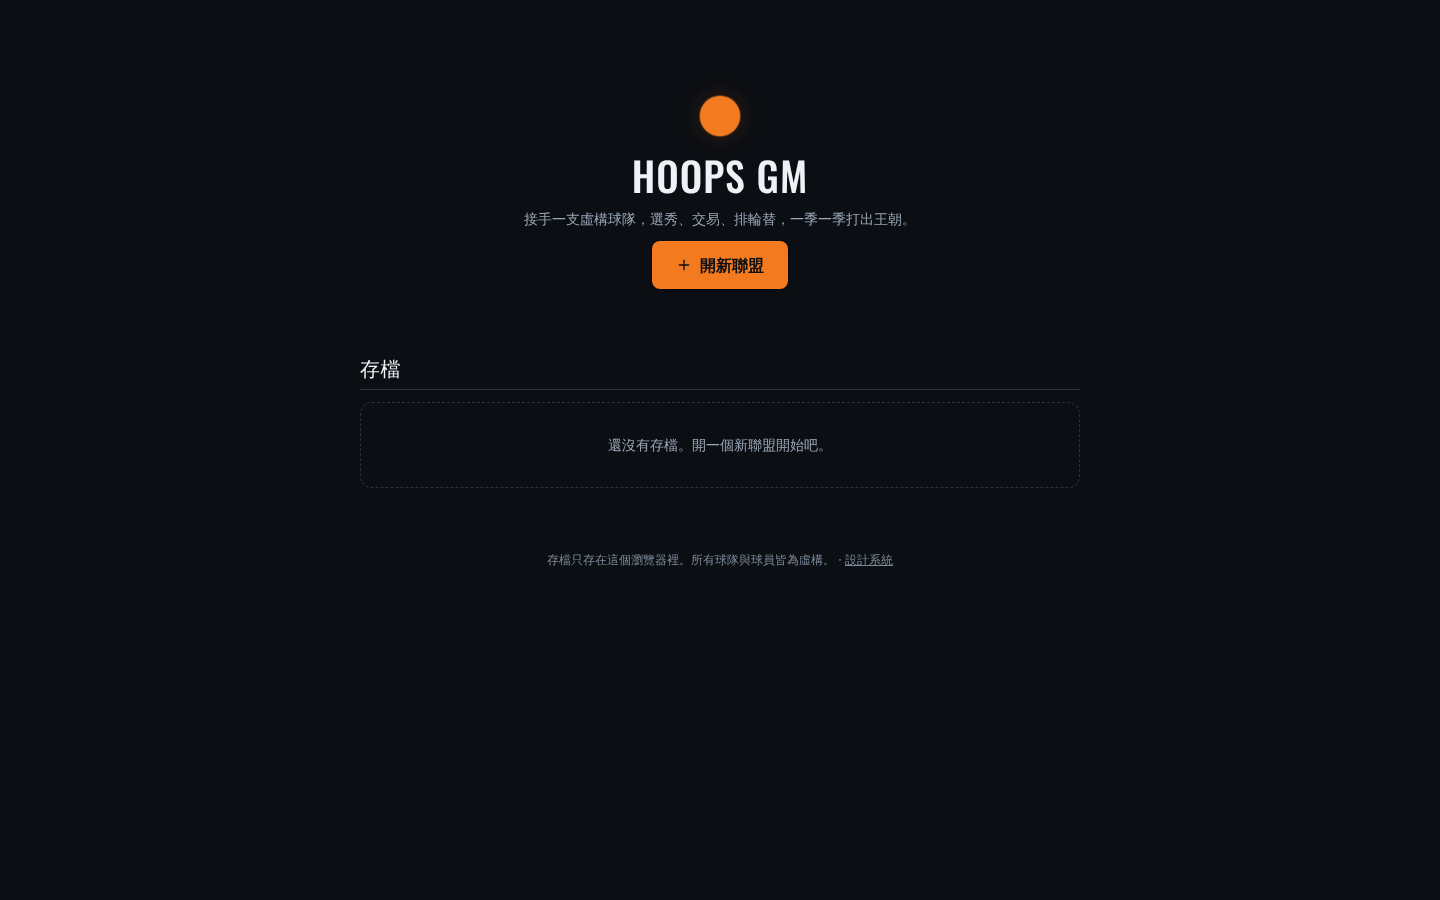 HOOPS GM
接手一支虛構球隊，選秀、交易、排輪替，一季一季打出王朝。
+ 開新聯盟
存檔
還沒有存檔。開一個新聯盟開始吧。
存檔只存在這個瀏覽器裡。所有球隊與球員皆為虛構。 · 設計系統